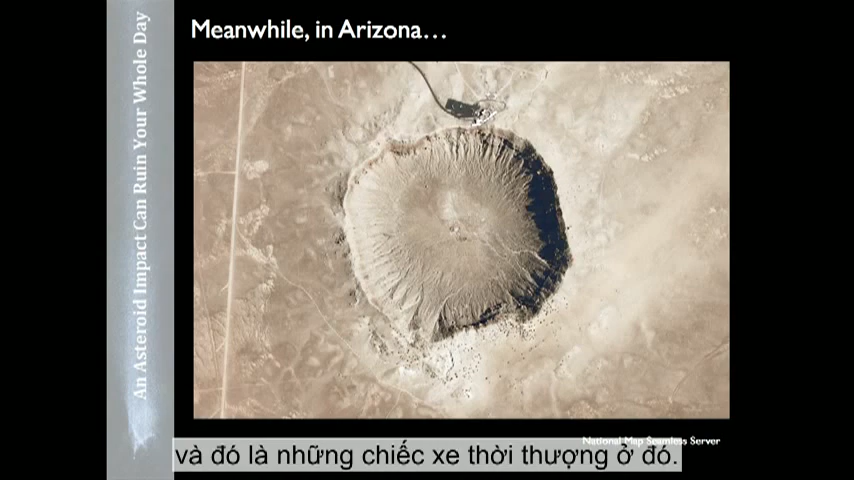 An Asteroid Impact Can Ruin Your Whole Day
Meanwhile, in Arizona…
National Map Seamless Server
và đó là những chiếc xe thời thượng ở đó.